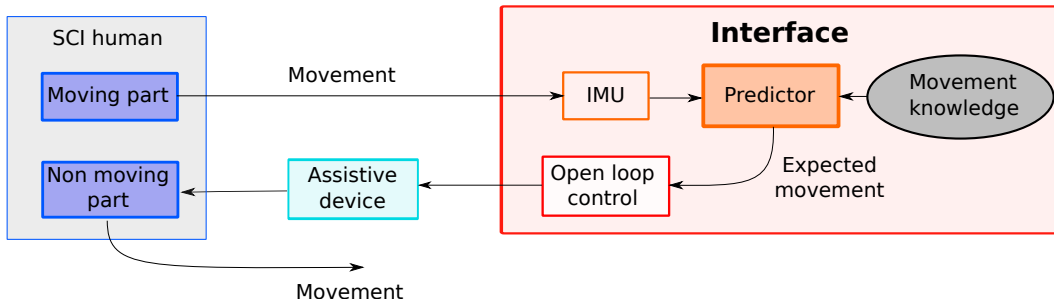 SCI human
Interface
Moving part
Movement
IMU
Predictor
Movement
knowledge
Non moving
part
Assistive
device
Open loop
control
Expected
movement
Movement